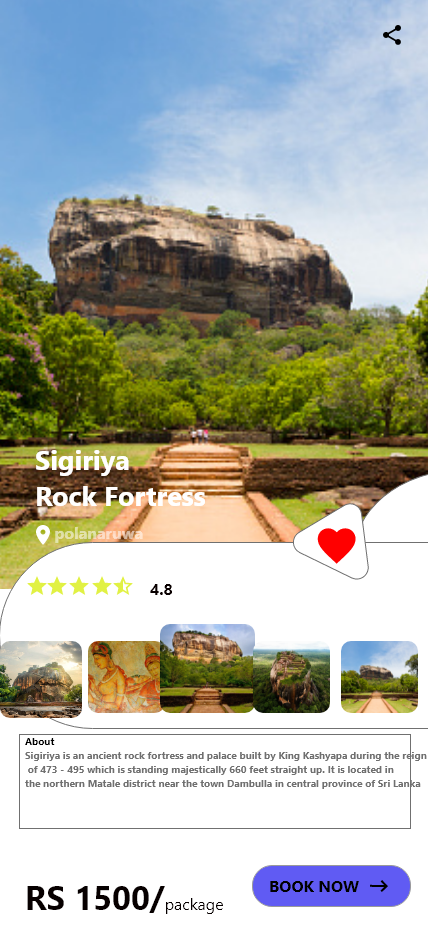 Sigiriya
Rock Fortress
polanaruwa
4.8
About
Sigiriya is an ancient rock fortress and palace built by King Kashyapa during the reign
of 473 - 495 which is standing majestically 660 feet straight up. It is located in
the northern Matale district near the town Dambulla in central province of Sri Lanka
RS 1500/package
BOOK NOW